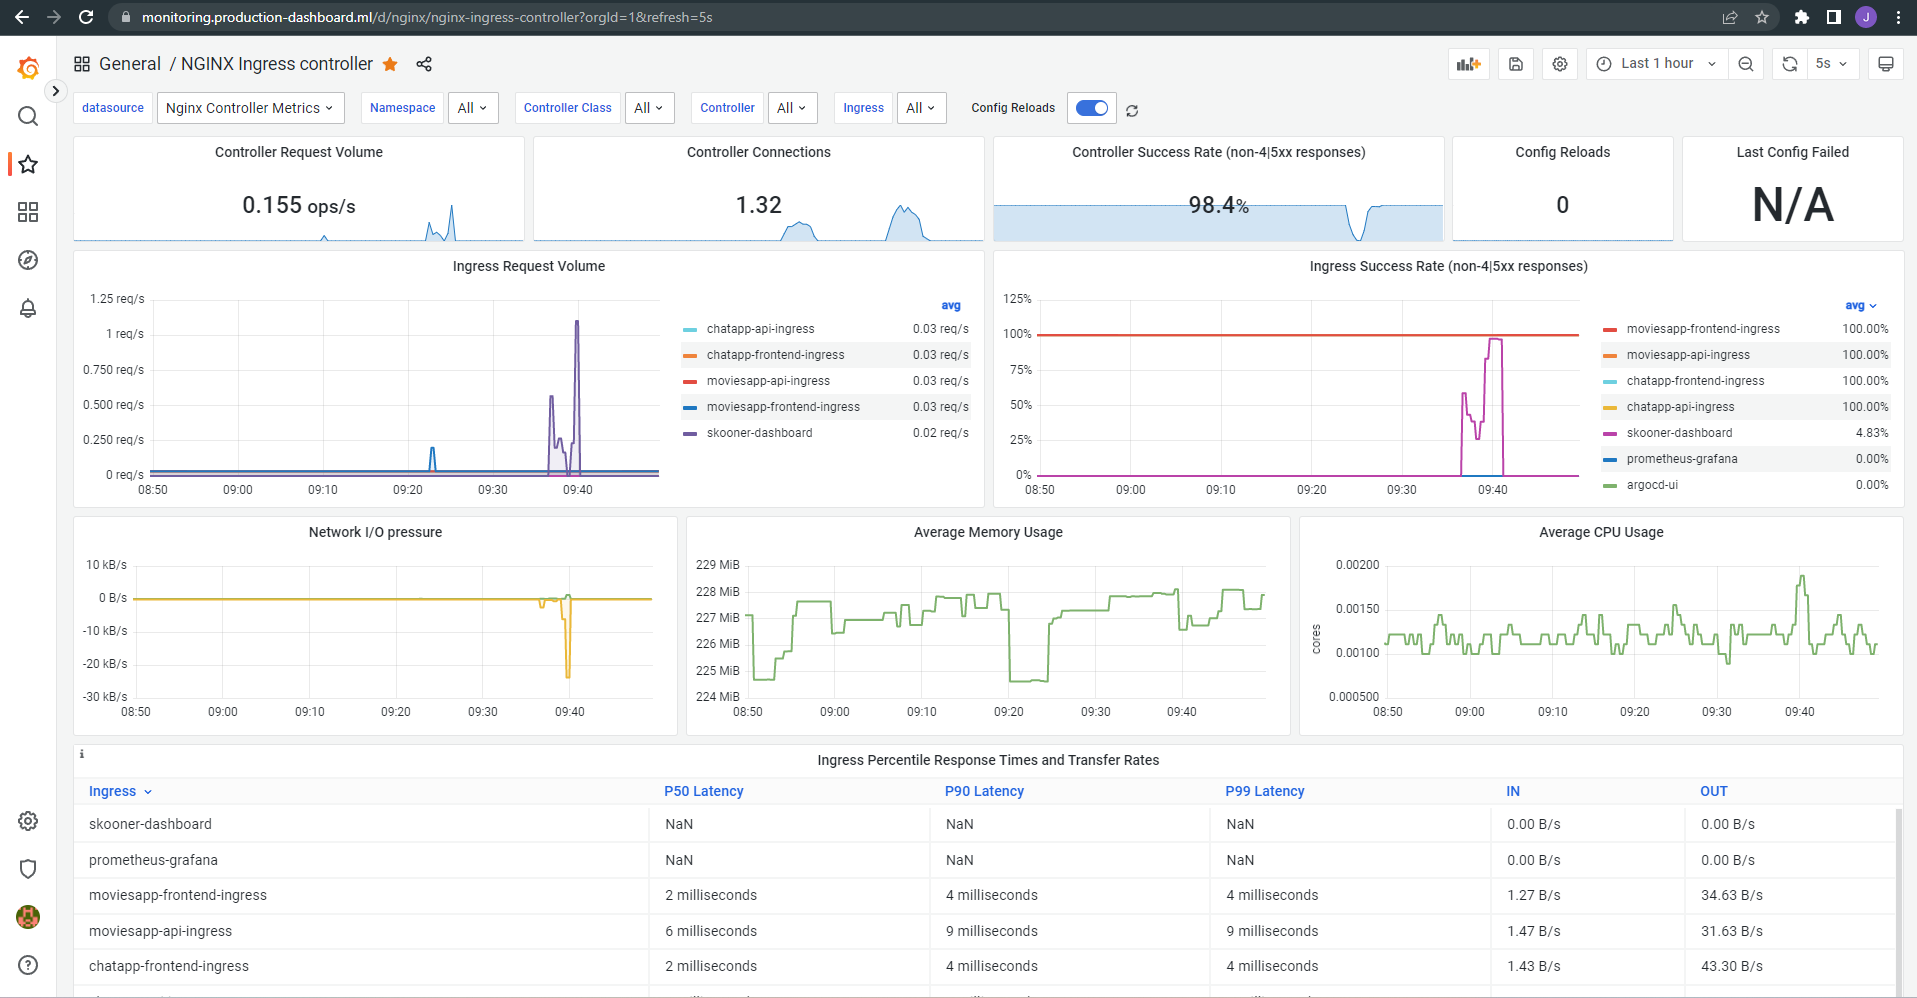 monitoring.production-dashboard.ml/d/nginx/nginx-ingress-controller?orgId=1&refresh=5s
J
General / NGINX Ingress controller
Last 1 hour
5s
datasource Nginx Controller Metrics Namespace All Controller Class All Controller All Ingress All Config Reloads
Controller Request Volume
0.155 ops/s
Controller Connections
1.32
Controller Success Rate (non-4|5xx responses)
98.4%
Config Reloads
0
Last Config Failed
N/A
Ingress Request Volume
1.25 req/s
1 req/s
0.750 req/s
0.500 req/s
0.250 req/s
0 req/s
08:50 09:00 09:10 09:20 09:30 09:40
avg
chatapp-api-ingress 0.03 req/s
chatapp-frontend-ingress 0.03 req/s
moviesapp-api-ingress 0.03 req/s
moviesapp-frontend-ingress 0.03 req/s
skooner-dashboard 0.02 req/s
Ingress Success Rate (non-4|5xx responses)
125%
100%
75%
50%
25%
0%
08:50 09:00 09:10 09:20 09:30 09:40
avg
moviesapp-frontend-ingress 100.00%
moviesapp-api-ingress 100.00%
chatapp-frontend-ingress 100.00%
chatapp-api-ingress 100.00%
skooner-dashboard 4.83%
prometheus-grafana 0.00%
argocd-ui 0.00%
Network I/O pressure
10 kB/s
0 B/s
-10 kB/s
-20 kB/s
-30 kB/s
08:50 09:00 09:10 09:20 09:30 09:40
Average Memory Usage
229 MiB
228 MiB
227 MiB
226 MiB
225 MiB
224 MiB
08:50 09:00 09:10 09:20 09:30 09:40
Average CPU Usage
cores
0.00200
0.00150
0.00100
0.000500
08:50 09:00 09:10 09:20 09:30 09:40
i
Ingress Percentile Response Times and Transfer Rates
Ingress P50 Latency P90 Latency P99 Latency IN OUT
skooner-dashboard NaN NaN NaN 0.00 B/s 0.00 B/s
prometheus-grafana NaN NaN NaN 0.00 B/s 0.00 B/s
moviesapp-frontend-ingress 2 milliseconds 4 milliseconds 4 milliseconds 1.27 B/s 34.63 B/s
moviesapp-api-ingress 6 milliseconds 9 milliseconds 9 milliseconds 1.47 B/s 31.63 B/s
chatapp-frontend-ingress 2 milliseconds 4 milliseconds 4 milliseconds 1.43 B/s 43.30 B/s